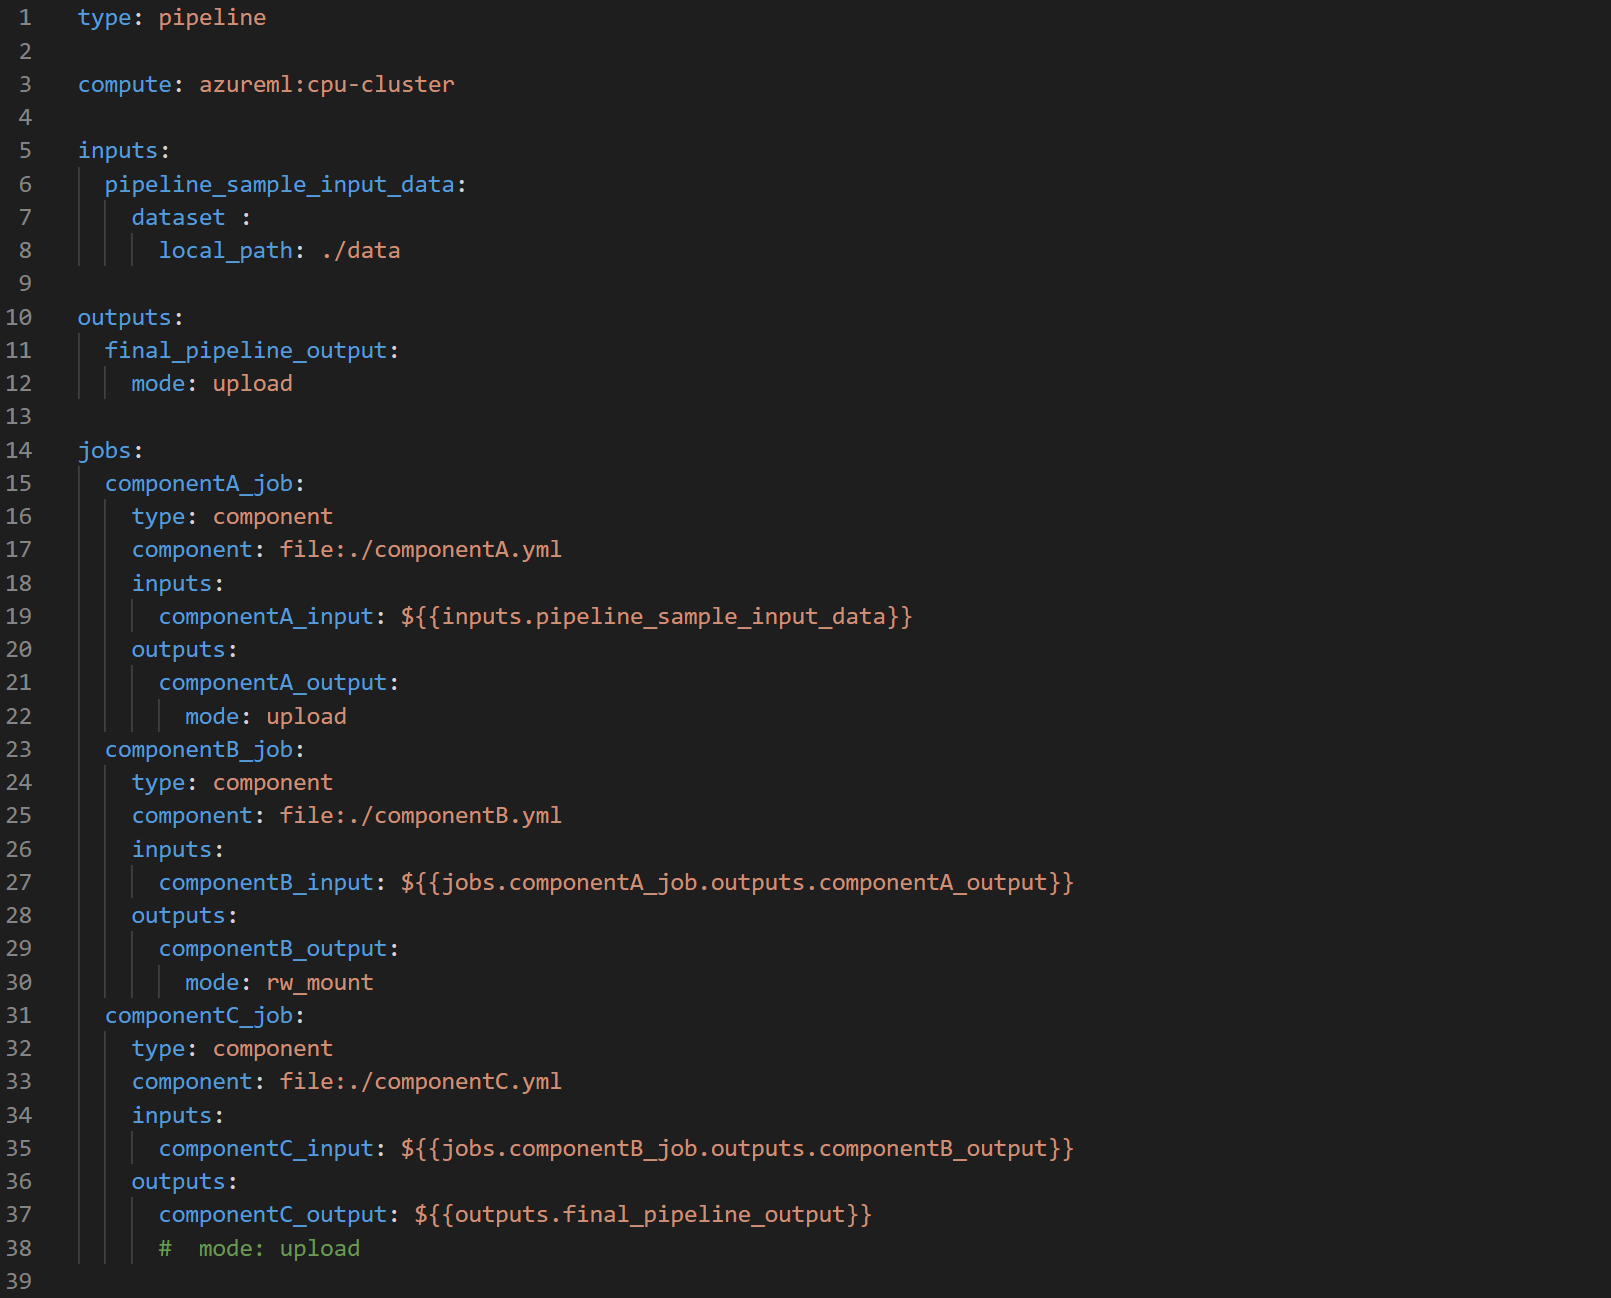 1 type: pipeline
2
3 compute: azureml:cpu-cluster
4
5 inputs:
6   pipeline_sample_input_data:
7     dataset :
8       local_path: ./data
9
10 outputs:
11   final_pipeline_output:
12     mode: upload
13
14 jobs:
15   componentA_job:
16     type: component
17     component: file:./componentA.yml
18     inputs:
19       componentA_input: ${{inputs.pipeline_sample_input_data}}
20     outputs:
21       componentA_output:
22         mode: upload
23   componentB_job:
24     type: component
25     component: file:./componentB.yml
26     inputs:
27       componentB_input: ${{jobs.componentA_job.outputs.componentA_output}}
28     outputs:
29       componentB_output:
30         mode: rw_mount
31   componentC_job:
32     type: component
33     component: file:./componentC.yml
34     inputs:
35       componentC_input: ${{jobs.componentB_job.outputs.componentB_output}}
36     outputs:
37       componentC_output: ${{outputs.final_pipeline_output}}
38       #  mode: upload
39